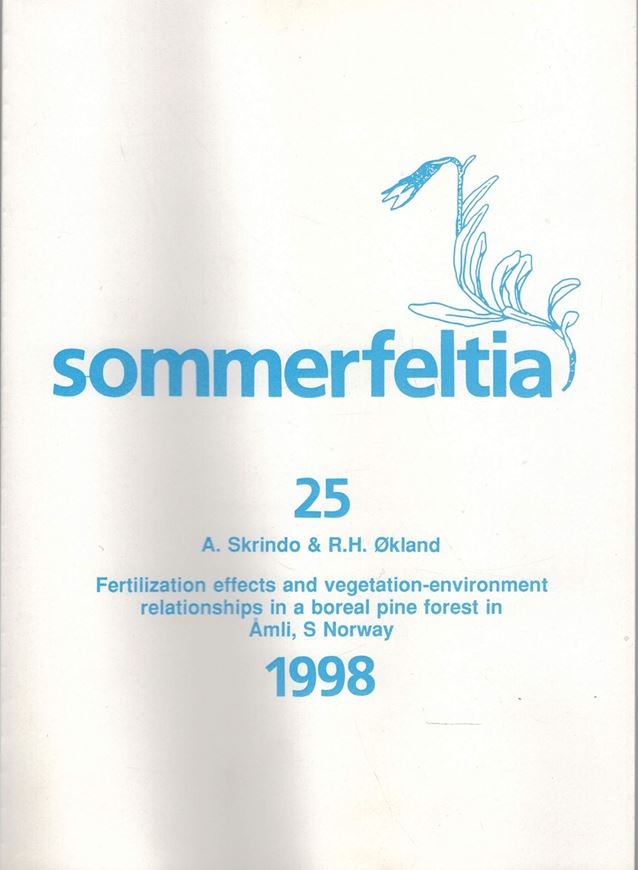 sommerfeltia
25
A. Skrindo & R.H. Økland
Fertilization effects and vegetation-environment
relationships in a boreal pine forest in
Åmli, S Norway
1998